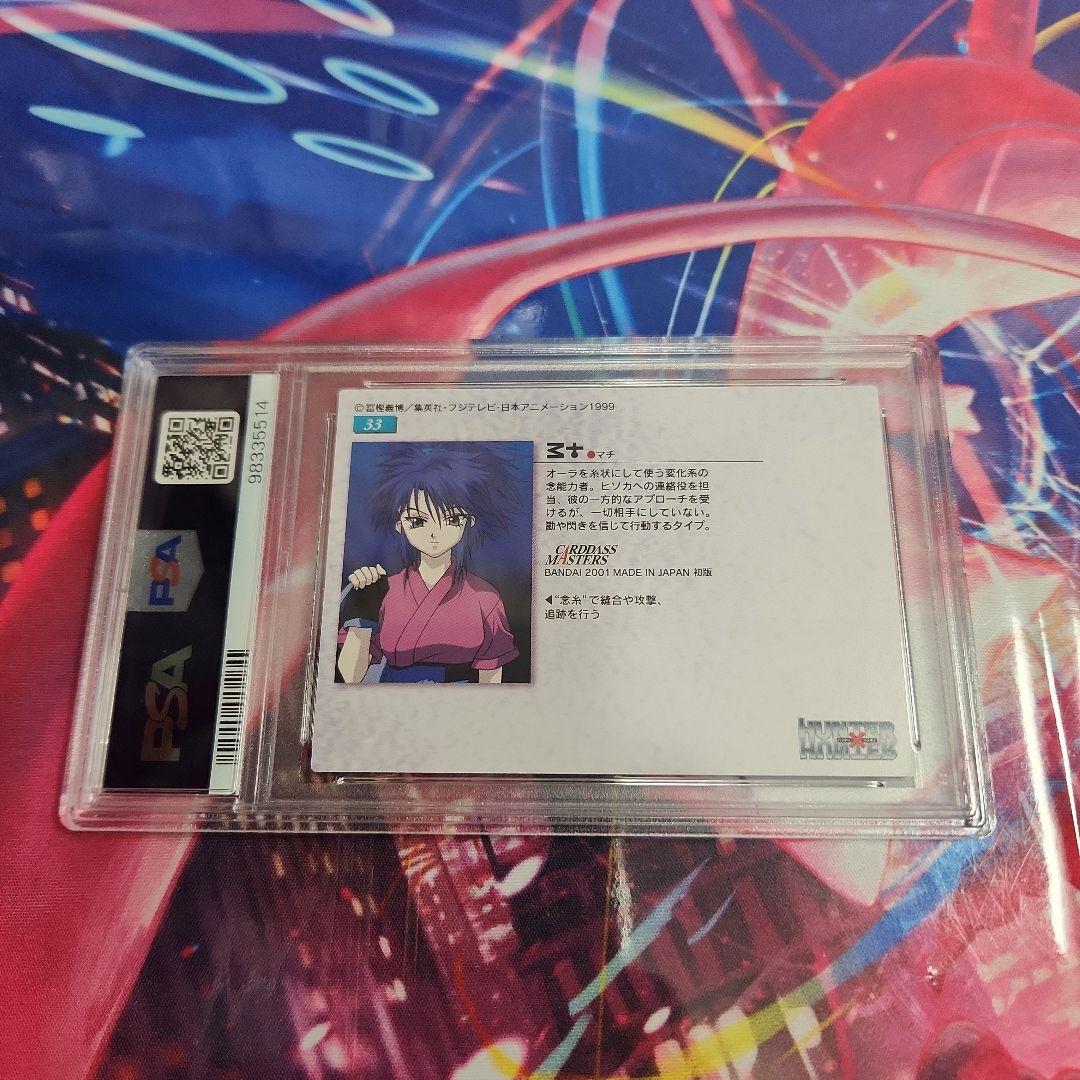 98335514
PSA
PSA
©冨樫義博/集英社・フジテレビ・日本アニメーション1999
33
●マチ
オーラを糸状にして使う変化系の
念能力者。ヒソカへの連絡役を担
当、彼の一方的なアプローチを受
けるが、一切相手にしていない。
勘や閃きを信じて行動するタイプ。
CARDDASS
MASTERS
BANDAI 2001 MADE IN JAPAN 初版
◀“念糸”で縫合や攻撃、
追跡を行う
HUNTER
HUNTER